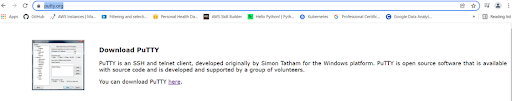 putty.org
Apps GitHub AWS Instances | Wa... Filtering and selecti... Personal Health Da... AWS Skill Builder Hello Python! | Pyth... Kubernetes Professional Certific... Google Data Analyt... Reading list
Download PuTTY
PuTTY is an SSH and telnet client, developed originally by Simon Tatham for the Windows platform. PuTTY is open source software that is available
with source code and is developed and supported by a group of volunteers.
You can download PuTTY here.